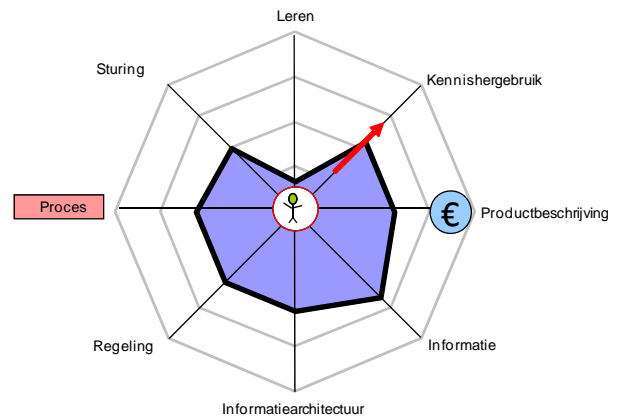 Leren
Sturing
Kennishergebruik
Proces
€
Productbeschrijving
Regeling
Informatie
Informatiearchitectuur